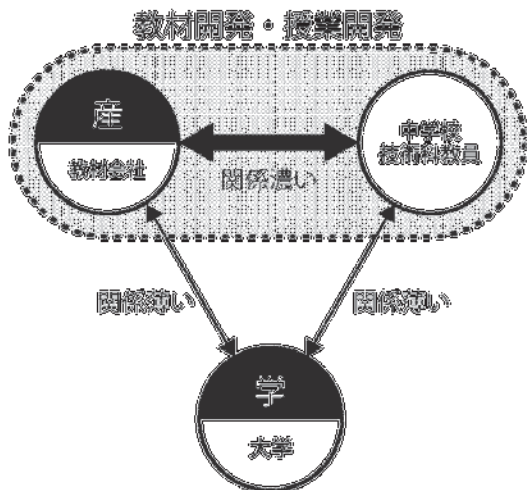 教材開発・授業開発
産
教材会社
中学校
技術科教員
関係濃い
関係薄い
関係薄い
学
大学